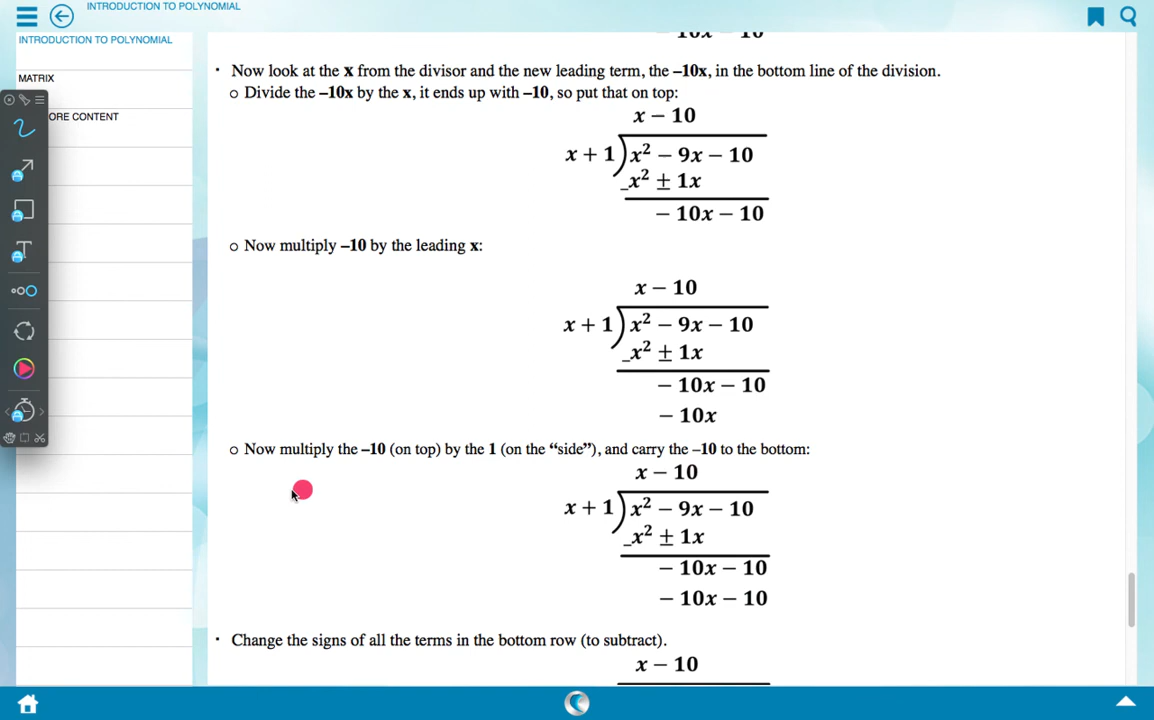 INTRODUCTION TO POLYNOMIAL
INTRODUCTION TO POLYNOMIAL
MATRIX
ORE CONTENT
− 10x − 10
· Now look at the x from the divisor and the new leading term, the –10x, in the bottom line of the division.
o Divide the –10x by the x, it ends up with –10, so put that on top:
x − 10
x + 1)x² − 9x − 10
_x² ± 1x
− 10x − 10
o Now multiply –10 by the leading x:
x − 10
x + 1)x² − 9x − 10
_x² ± 1x
− 10x − 10
− 10x
o Now multiply the –10 (on top) by the 1 (on the “side”), and carry the –10 to the bottom:
x − 10
x + 1)x² − 9x − 10
_x² ± 1x
− 10x − 10
− 10x − 10
· Change the signs of all the terms in the bottom row (to subtract).
x − 10